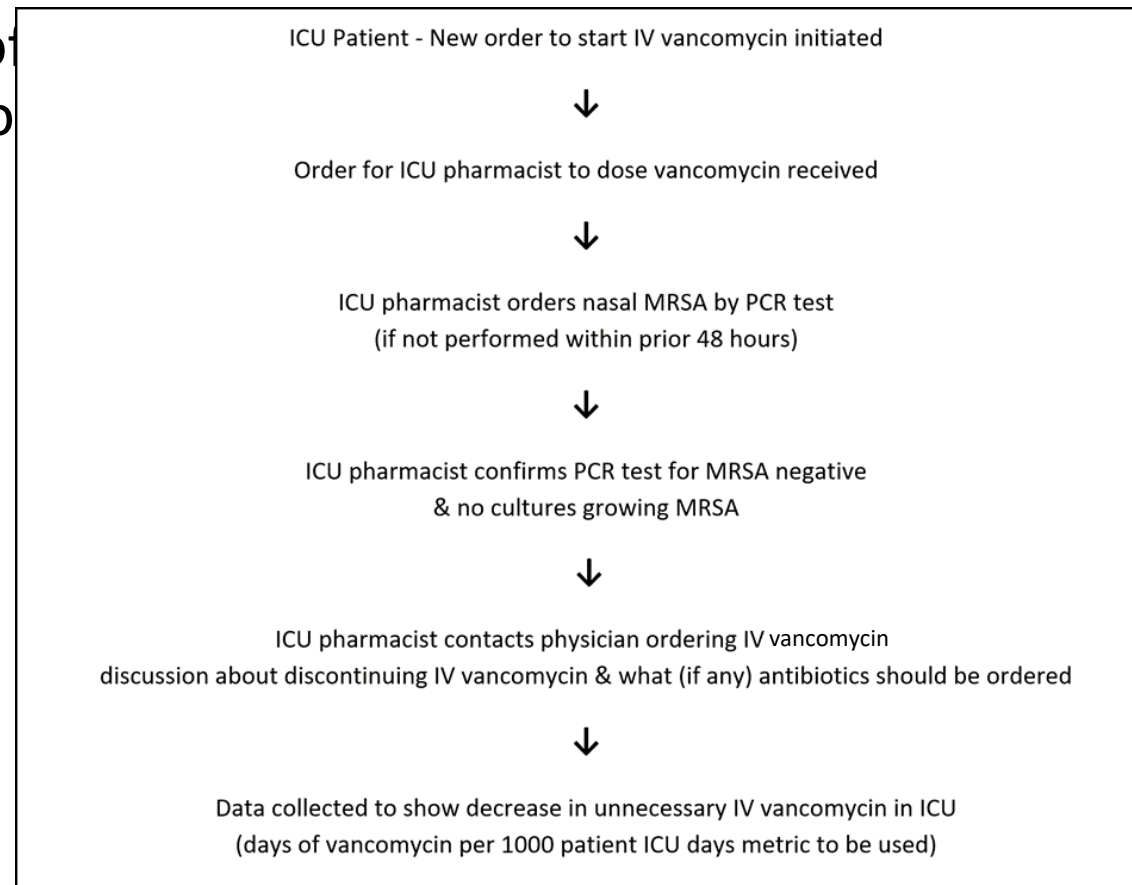 of
ICU Patient - New order to start IV vancomycin initiated
↓
Order for ICU pharmacist to dose vancomycin received
↓
ICU pharmacist orders nasal MRSA by PCR test
(if not performed within prior 48 hours)
↓
ICU pharmacist confirms PCR test for MRSA negative
& no cultures growing MRSA
↓
ICU pharmacist contacts physician ordering IV vancomycin
discussion about discontinuing IV vancomycin & what (if any) antibiotics should be ordered
↓
Data collected to show decrease in unnecessary IV vancomycin in ICU
(days of vancomycin per 1000 patient ICU days metric to be used)